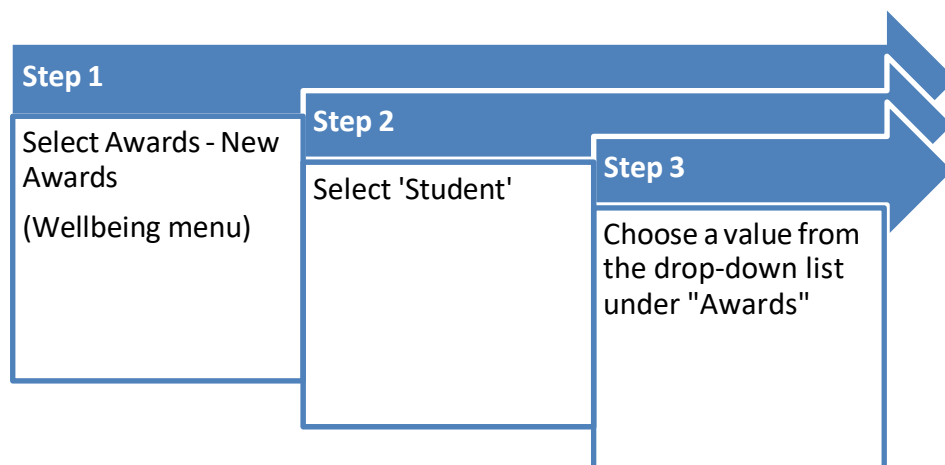 Step 1
Select Awards - New
Awards
(Wellbeing menu)
Step 2
Select 'Student'
Step 3
Choose a value from
the drop-down list
under "Awards"